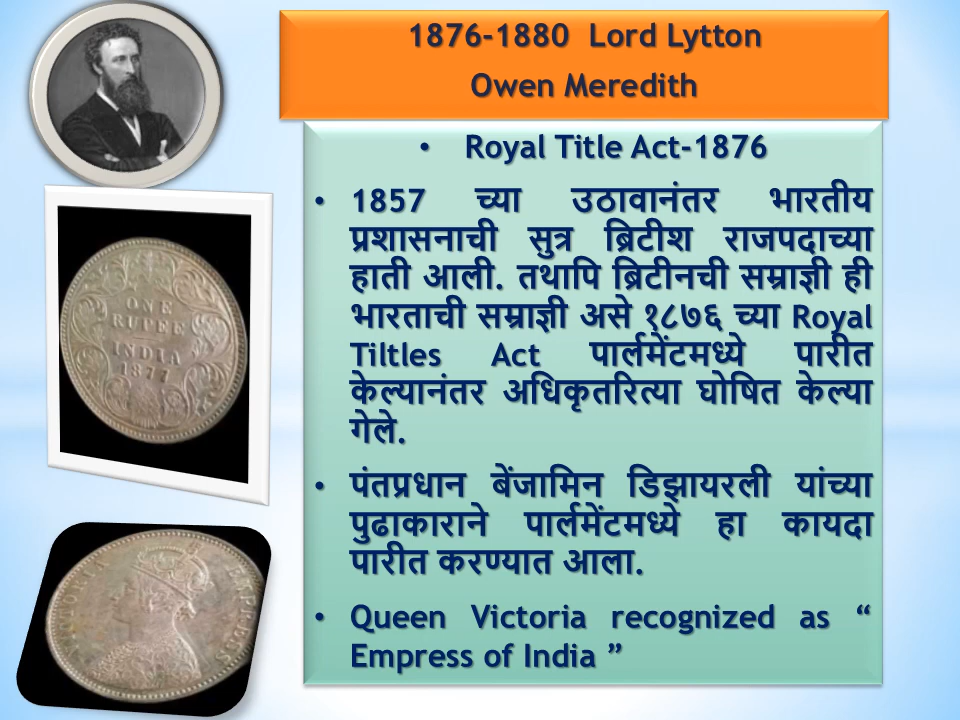 1876-1880 Lord Lytton
Owen Meredith
• Royal Title Act-1876
• 1857 च्या उठावानंतर भारतीय
प्रशासनाची सुत्र ब्रिटीश राजपदाच्या
हाती आली. तथापि ब्रिटीनची सम्राज्ञी ही
भारताची सम्राज्ञी असे १८७६ च्या Royal
Tiltles Act पार्लमेंटमध्ये पारीत
केल्यानंतर अधिकृतरित्या घोषित केल्या
गेले.
• पंतप्रधान बेंजामिन डिझायरली यांच्या
पुढाकाराने पार्लमेंटमध्ये हा कायदा
पारीत करण्यात आला.
• Queen Victoria recognized as “
Empress of India ”
ONE
RUPEE
INDIA
1877
VICTORIA EMPRESS